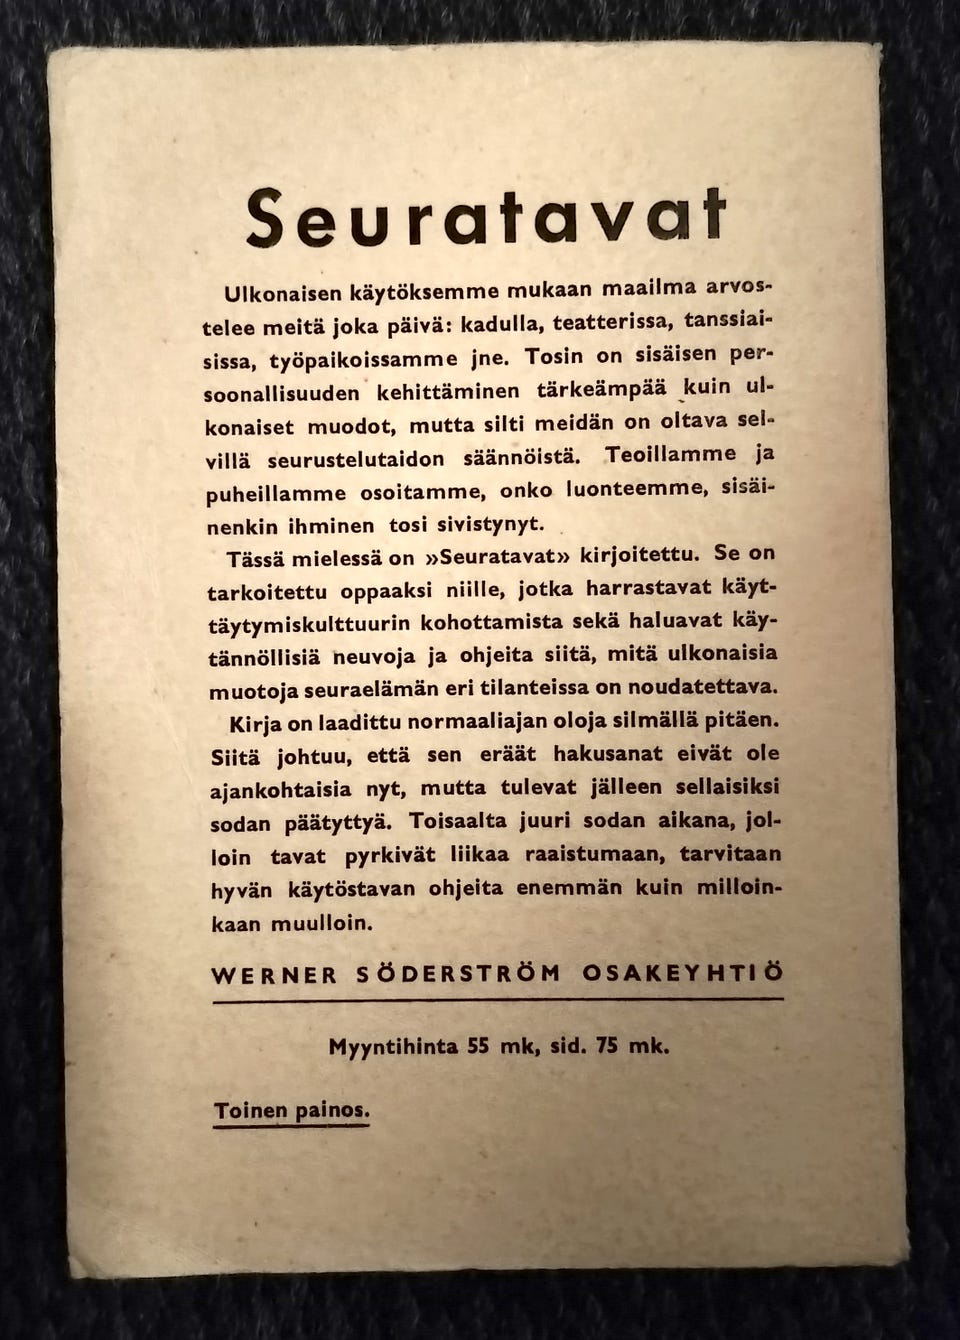 Seuratavat
Ulkonaisen käytöksemme mukaan maailma arvos-
telee meitä joka päivä: kadulla, teatterissa, tanssiai-
sissa, työpaikoissamme jne. Tosin on sisäisen per-
soonallisuuden kehittäminen tärkeämpää kuin ul-
konaiset muodot, mutta silti meidän on oltava sel-
villä seurustelutaidon säännöistä. Teoillamme ja
puheillamme osoitamme, onko luonteemme, sisäi-
nenkin ihminen tosi sivistynyt.
Tässä mielessä on »Seuratavat» kirjoitettu. Se on
tarkoitettu oppaaksi niille, jotka harrastavat käyt-
täytymiskulttuurin kohottamista sekä haluavat käy-
tännöllisiä neuvoja ja ohjeita siitä, mitä ulkonaisia
muotoja seuraelämän eri tilanteissa on noudatettava.
Kirja on laadittu normaaliajan oloja silmällä pitäen.
Siitä johtuu, että sen eräät hakusanat eivät ole
ajankohtaisia nyt, mutta tulevat jälleen sellaisiksi
sodan päätyttyä. Toisaalta juuri sodan aikana, jol-
loin tavat pyrkivät liikaa raaistumaan, tarvitaan
hyvän käytöstavan ohjeita enemmän kuin milloin-
kaan muulloin.
WERNER SÖDERSTRÖM OSAKEYHTIÖ
Myyntihinta 55 mk, sid. 75 mk.
Toinen painos.